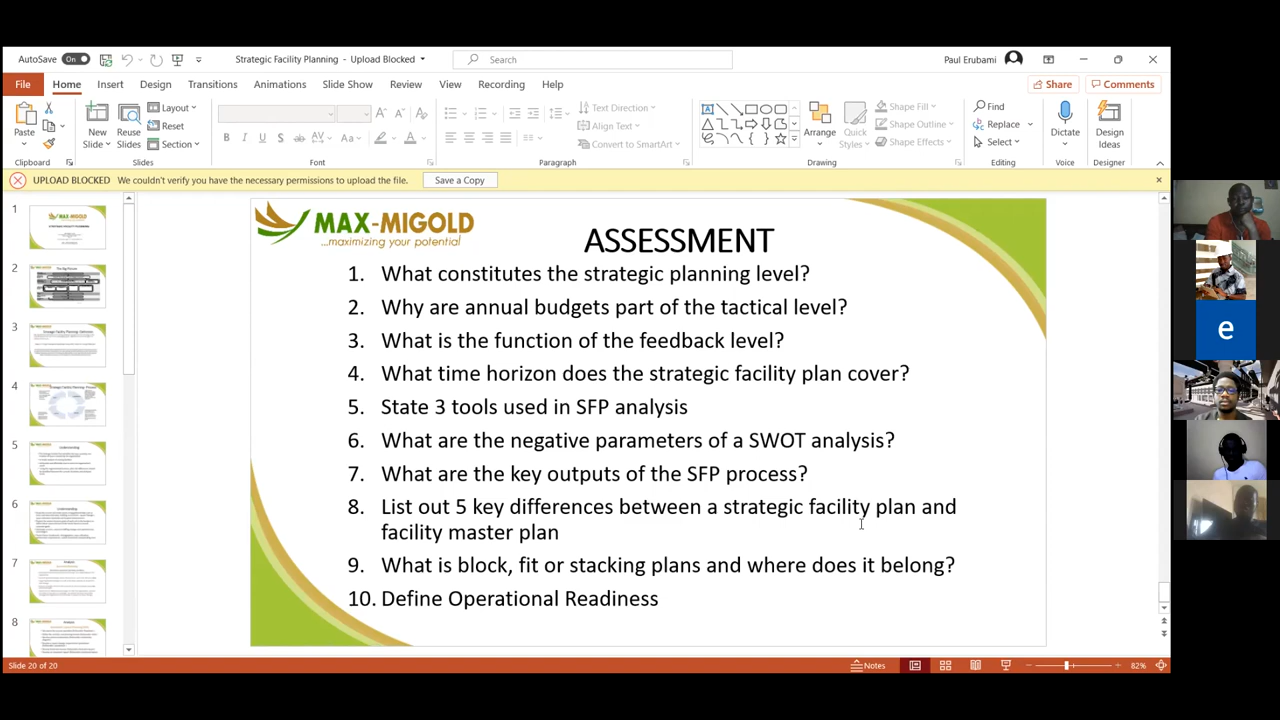 AutoSave On Strategic Facility Planning - Upload Blocked Search Paul Erubami
File Home Insert Design Transitions Animations Slide Show Review View Recording Help Share Comments
Paste New Slides Reuse Slides Layout Reset Section
Text Direction Align Text Convert to SmartArt
Arrange Quick Styles Shape Fill Shape Outline Shape Effects
Find Replace Select Dictate Design Ideas
Clipboard Slides Font Paragraph Drawing Editing Voice Designer
UPLOAD BLOCKED We couldn't verify you have the necessary permissions to upload the file. Save a Copy
MAX-MIGOLD
...maximizing your potential
ASSESSMENT
1. What constitutes the strategic planning level?
2. Why are annual budgets part of the tactical level?
3. What is the function of the feedback level?
4. What time horizon does the strategic facility plan cover?
5. State 3 tools used in SFP analysis
6. What are the negative parameters of a SWOT analysis?
7. What are the key outputs of the SFP process?
8. List out 5 key differences between a strategic facility plan and
facility master plan
9. What is block, fit or stacking plans and where does it belong?
10. Define Operational Readiness
1
2
3
4
5
6
7
8
e
Slide 20 of 20 Notes 82%